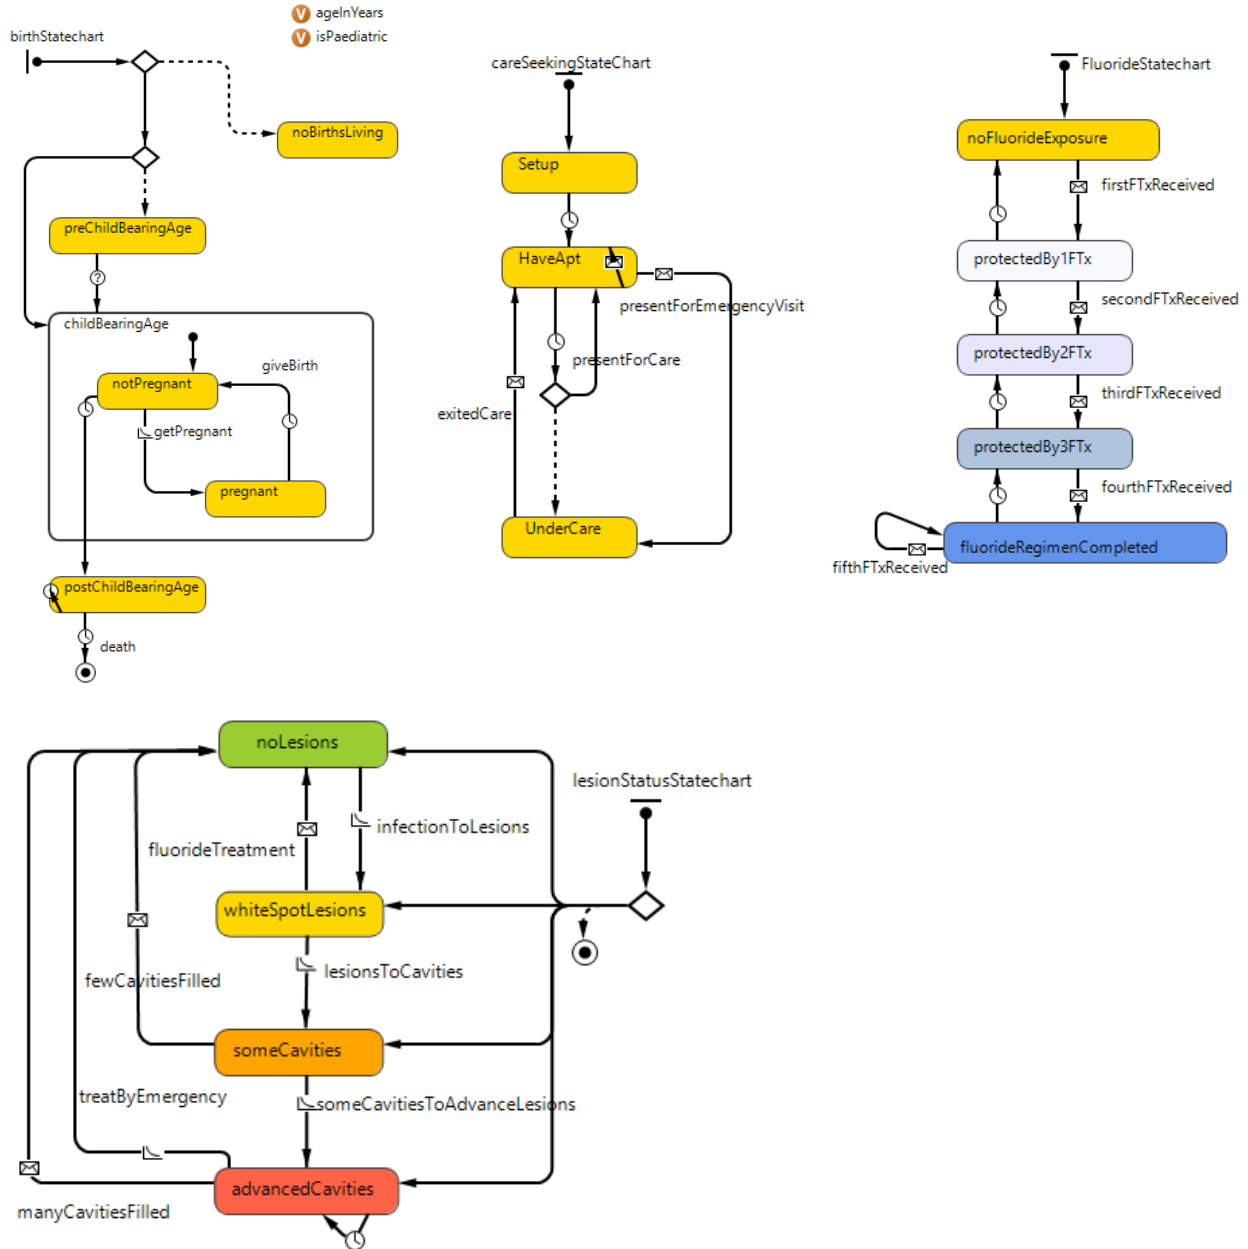 V ageInYears
V isPaediatric
birthStatechart
noBirthsLiving
preChildBearingAge
?
childBearingAge
giveBirth
notPregnant
getPregnant
pregnant
postChildBearingAge
death
careSeekingStateChart
Setup
HaveApt
presentForEmergencyVisit
presentForCare
exitedCare
UnderCare
FluorideStatechart
noFluorideExposure
firstFTxReceived
protectedBy1FTx
secondFTxReceived
protectedBy2FTx
thirdFTxReceived
protectedBy3FTx
fourthFTxReceived
fluorideRegimenCompleted
fifthFTxReceived
noLesions
lesionStatusStatechart
infectionToLesions
fluorideTreatment
whiteSpotLesions
lesionsToCavities
fewCavitiesFilled
someCavities
treatByEmergency
someCavitiesToAdvanceLesions
advancedCavities
manyCavitiesFilled